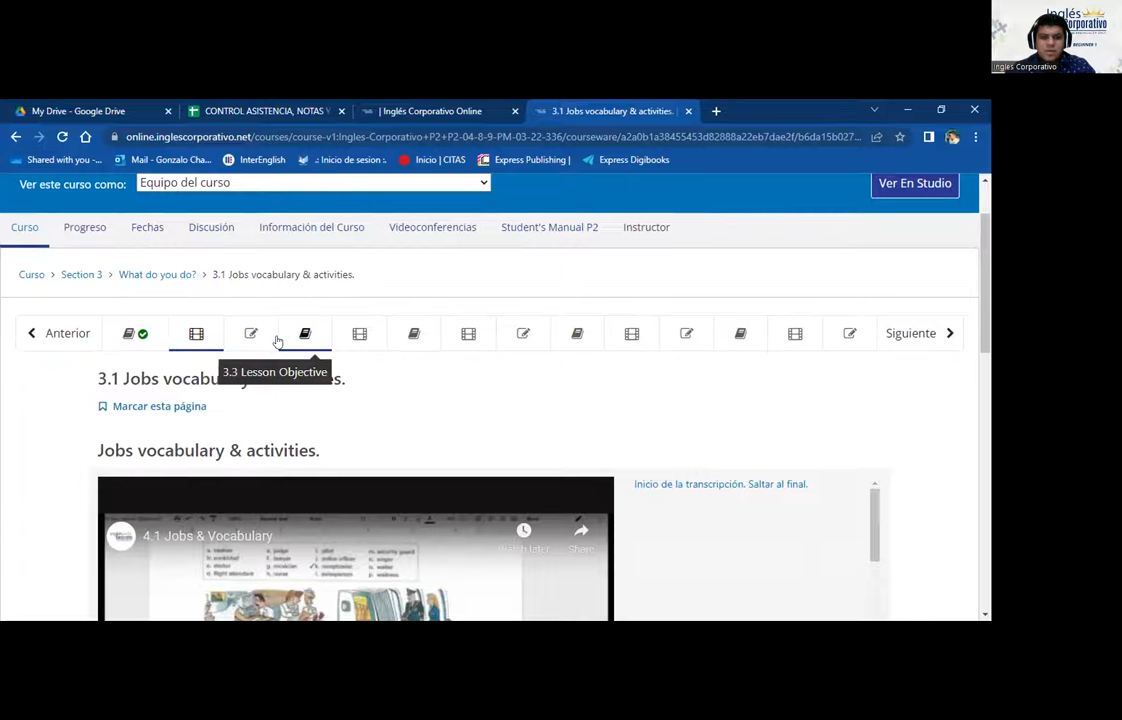 Inglés
Corporativo
BEGINNER 1
Inglés Corporativo
My Drive - Google Drive
CONTROL ASISTENCIA, NOTAS Y
| Inglés Corporativo Online
3.1 Jobs vocabulary & activities. |
online.inglescorporativo.net/courses/course-v1:Ingles-Corporativo+P2+P2-04-8-9-PM-03-22-336/courseware/a2a0b1a38455453d82888a22eb7dae2f/b6da15b027...
Shared with you -...
Mail - Gonzalo Cha...
InterEnglish
.: Inicio de sesion :.
Inicio | CITAS
Express Publishing |
Express Digibooks
Ver este curso como:
Equipo del curso
Ver En Studio
Curso
Progreso
Fechas
Discusión
Información del Curso
Videoconferencias
Student's Manual P2
Instructor
Curso > Section 3 > What do you do? > 3.1 Jobs vocabulary & activities.
Anterior
Siguiente
3.3 Lesson Objective
3.1 Jobs vocabu es.
Marcar esta página
Jobs vocabulary & activities.
Inicio de la transcripción. Saltar al final.
4.1 Jobs & Vocabulary
Watch later
Share